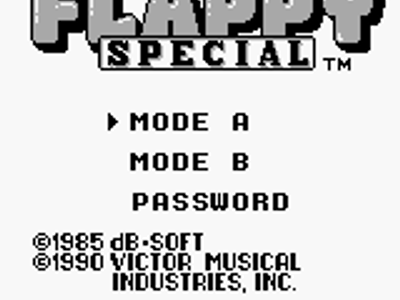 FLAPPY
SPECIAL ™
MODE A
MODE B
PASSWORD
©1985 dB-SOFT
©1990 VICTOR MUSICAL
INDUSTRIES, INC.